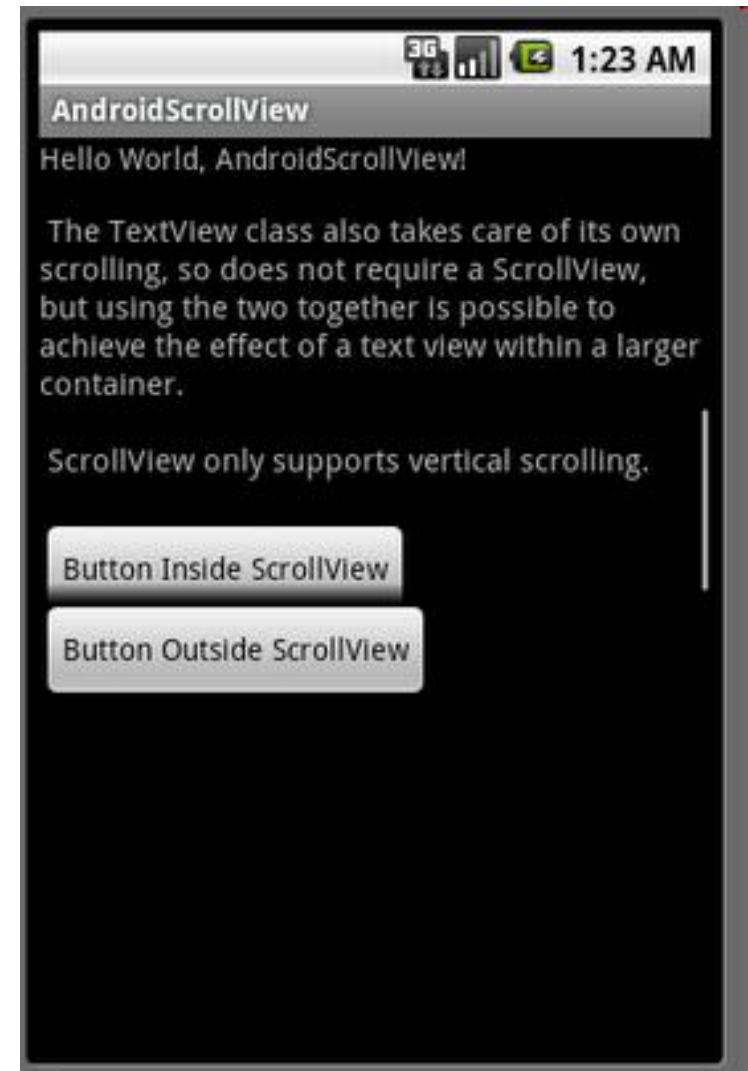 3G 1:23 AM
AndroidScrollView
Hello World, AndroidScrollView!
The TextView class also takes care of its own
scrolling, so does not require a ScrollView,
but using the two together is possible to
achieve the effect of a text view within a larger
container.
ScrollView only supports vertical scrolling.
Button Inside ScrollView
Button Outside ScrollView